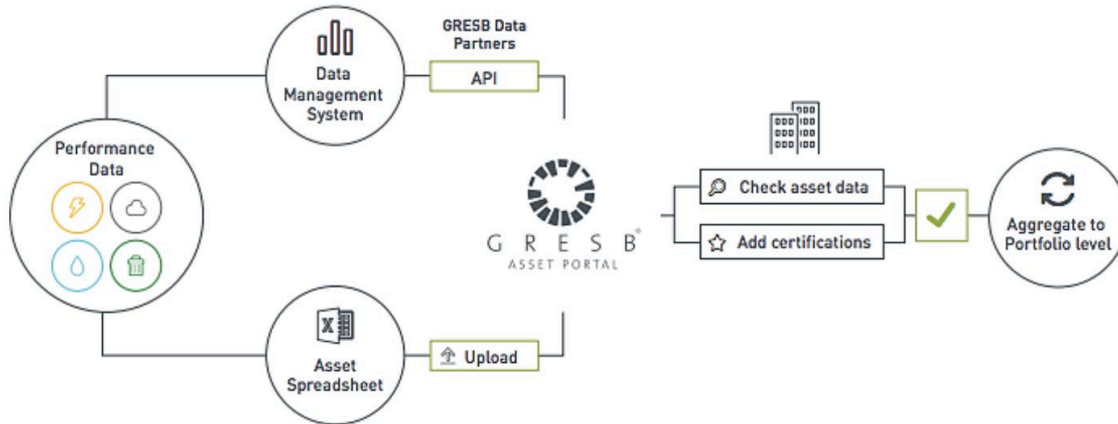 GRESB Data
Partners
API
Data
Management
System
Performance
Data
X
Asset
Spreadsheet
Upload
GRESB®
ASSET PORTAL
Check asset data
Add certifications
Aggregate to
Portfolio level